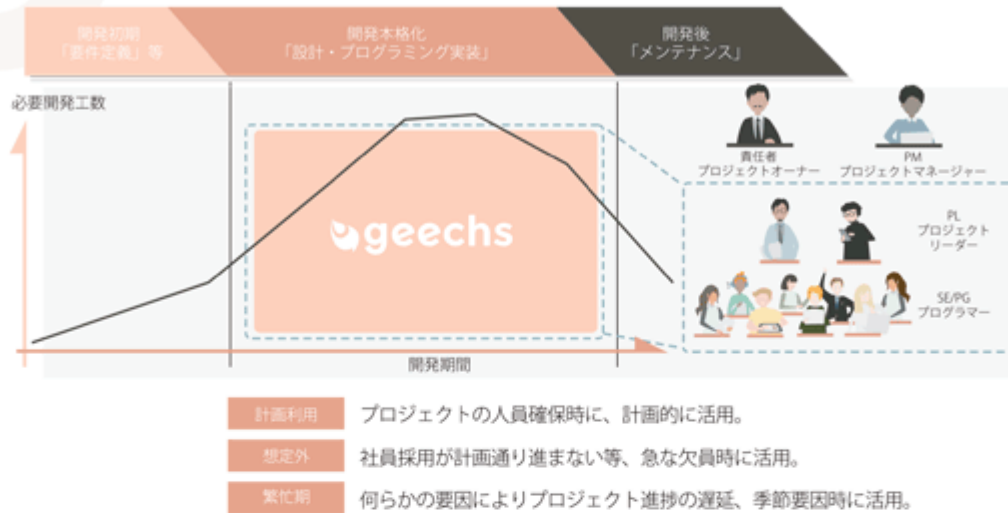 開発初期
「要件定義」等
開発本格化
「設計・プログラミング実装」
開発後
「メンテナンス」
必要開発工数
geechs
責任者
プロジェクトオーナー
PM
プロジェクトマネージャー
PL
プロジェクト
リーダー
SE/PG
プログラマー
開発期間
計画利用
プロジェクトの人員確保時に、計画的に活用。
想定外
社員採用が計画通り進まない等、急な欠員時に活用。
繁忙期
何らかの要因によりプロジェクト進捗の遅延、季節要因時に活用。